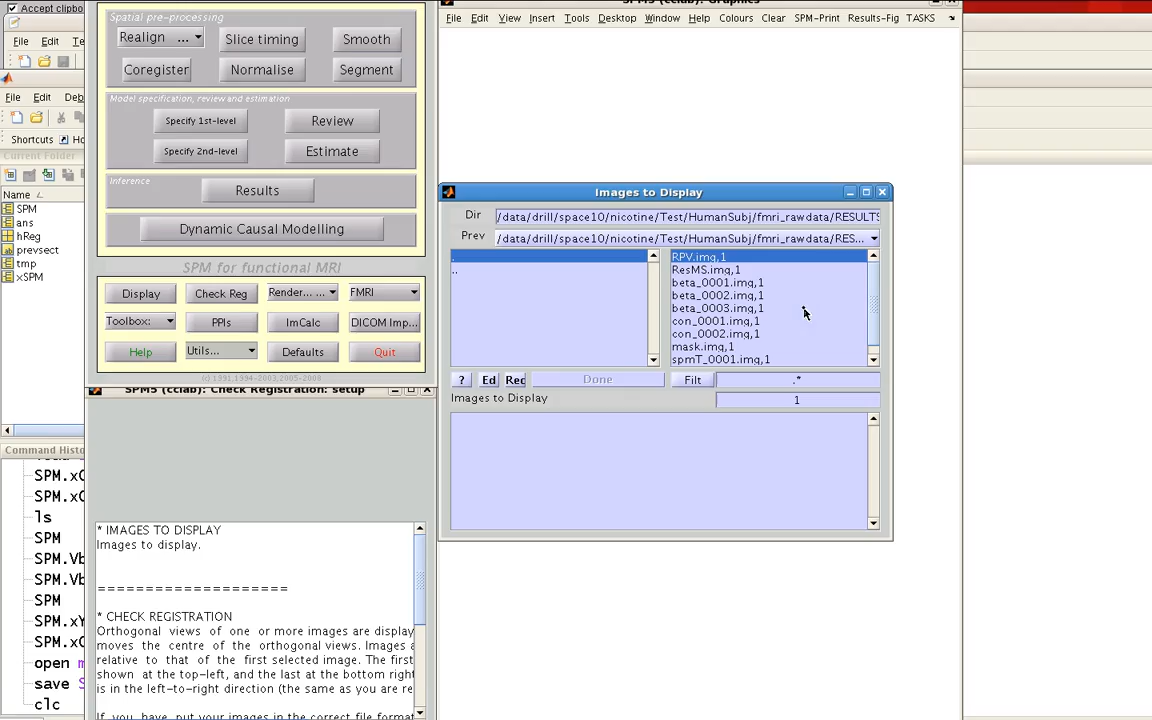 Accept clipbo
File Edit Te
File Edit Deb
Shortcuts Ho
Current Folder
Name
SPM
ans
hReg
prevsect
tmp
xSPM
Command Histo
SPM.xC
SPM.xC
ls
SPM
SPM.Vb
SPM.Vb
SPM
SPM.xY
SPM.xC
open m
save S
clc
Spatial pre-processing
Realign ... Slice timing Smooth
Coregister Normalise Segment
Model specification, review and estimation
Specify 1st-level Review
Specify 2nd-level Estimate
Inference
Results
Dynamic Causal Modelling
SPM for functional MRI
Display Check Reg Render... ... FMRI
Toolbox: PPIs ImCalc DICOM Imp...
Help Utils... Defaults Quit
(c) 1991,1994-2003,2005-2008
SPM5 (cclab): Check Registration: setup
* IMAGES TO DISPLAY
Images to display.
====================
* CHECK REGISTRATION
Orthogonal views of one or more images are display
moves the centre of the orthogonal views. Images a
relative to that of the first selected image. The first
shown at the top-left, and the last at the bottom right
is in the left-to-right direction (the same as you are re
If you have put your images in the correct file format
SPM5 (cclab): Graphics
File Edit View Insert Tools Desktop Window Help Colours Clear SPM-Print Results-Fig TASKS
Images to Display
Dir /data/drill/space10/nicotine/Test/HumanSubj/fmri_rawdata/RESULTS
Prev /data/drill/space10/nicotine/Test/HumanSubj/fmri_rawdata/RES...
.
..
RPV.img,1
ResMS.img,1
beta_0001.img,1
beta_0002.img,1
beta_0003.img,1
con_0001.img,1
con_0002.img,1
mask.img,1
spmT_0001.img,1
? Ed Rec Done Filt .*
Images to Display 1